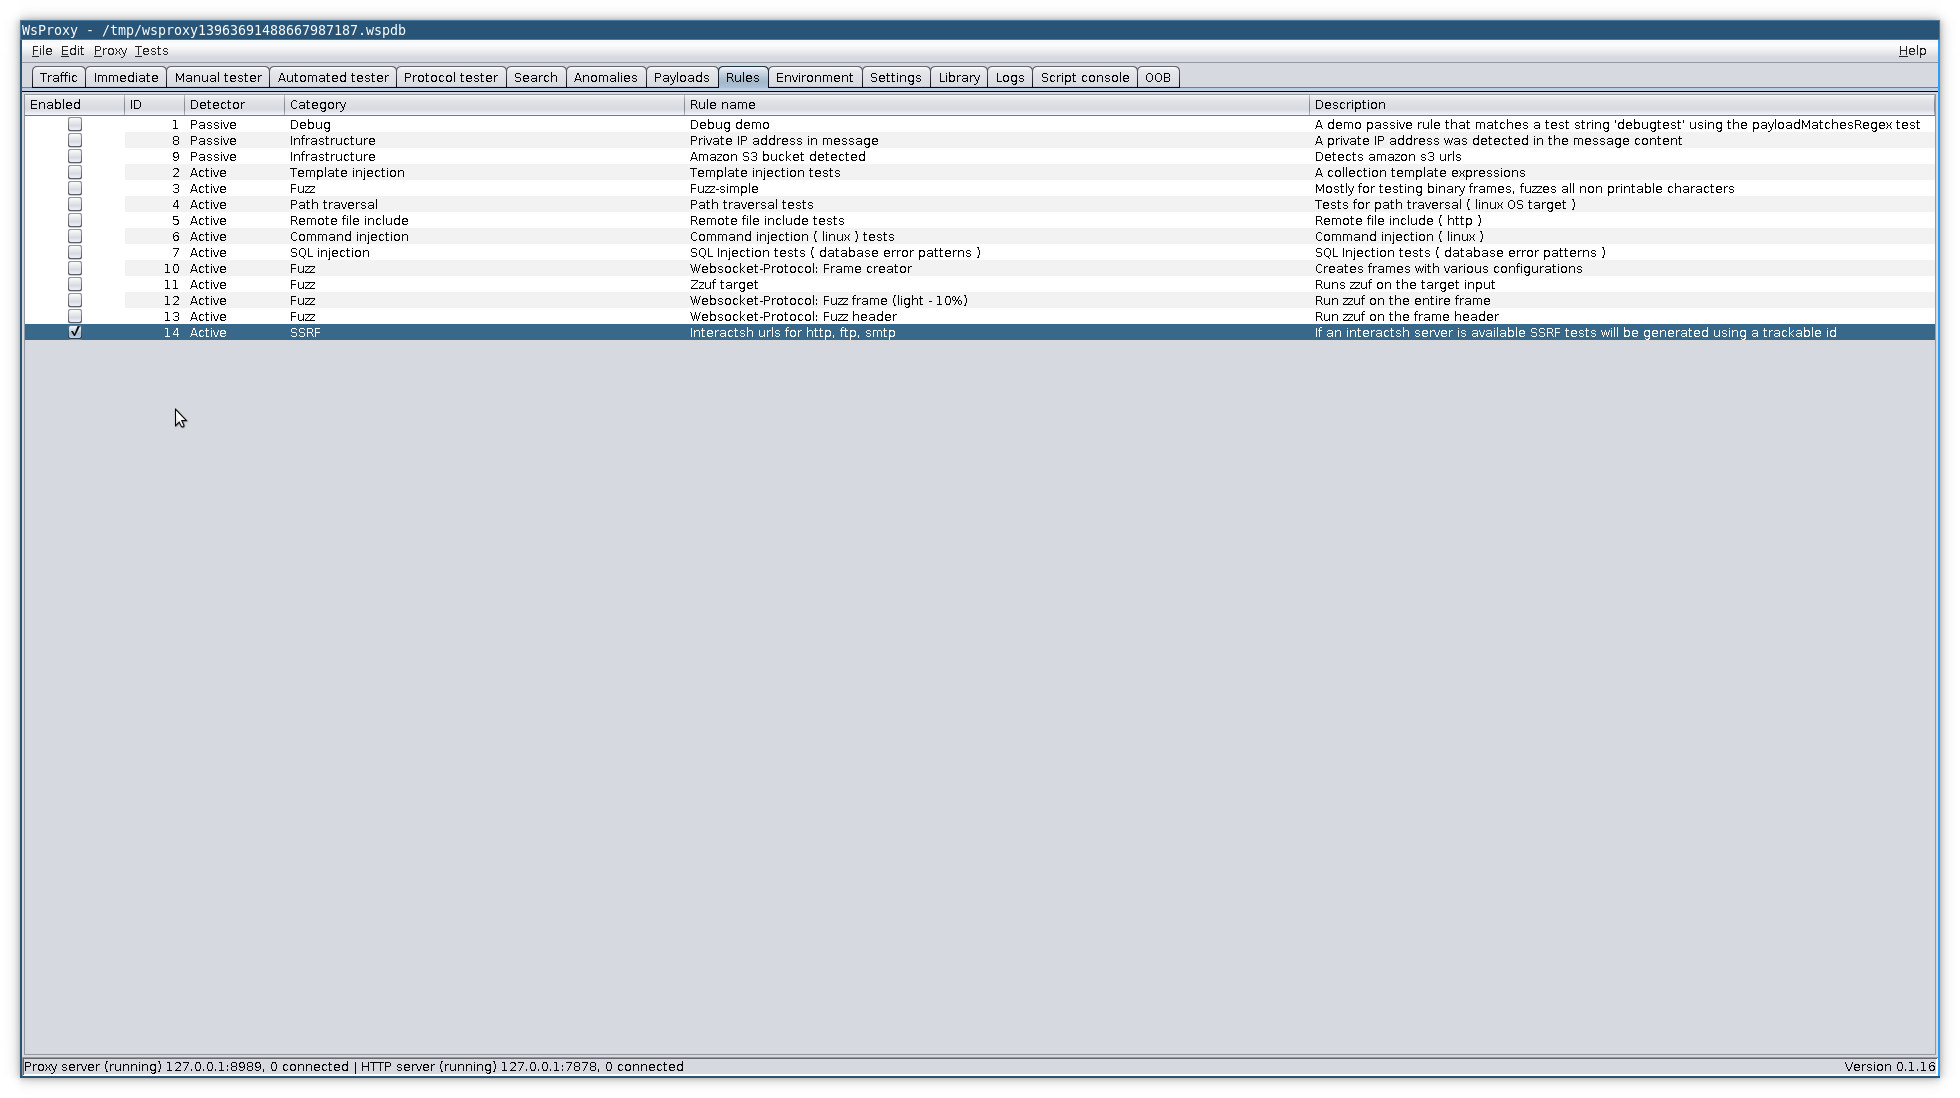 WsProxy - /tmp/wsproxy13963691488667987187.wspdb
File Edit Proxy Tests Help
Traffic Immediate Manual tester Automated tester Protocol tester Search Anomalies Payloads Rules Environment Settings Library Logs Script console OOB
Enabled ID Detector Category Rule name Description
1 Passive Debug Debug demo A demo passive rule that matches a test string 'debugtest' using the payloadMatchesRegex test
8 Passive Infrastructure Private IP address in message A private IP address was detected in the message content
9 Passive Infrastructure Amazon S3 bucket detected Detects amazon s3 urls
2 Active Template injection Template injection tests A collection template expressions
3 Active Fuzz Fuzz-simple Mostly for testing binary frames, fuzzes all non printable characters
4 Active Path traversal Path traversal tests Tests for path traversal ( linux OS target )
5 Active Remote file include Remote file include tests Remote file include ( http )
6 Active Command injection Command injection ( linux ) tests Command injection ( linux )
7 Active SQL injection SQL Injection tests ( database error patterns ) SQL Injection tests ( database error patterns )
10 Active Fuzz Websocket-Protocol: Frame creator Creates frames with various configurations
11 Active Fuzz Zzuf target Runs zzuf on the target input
12 Active Fuzz Websocket-Protocol: Fuzz frame (light - 10%) Run zzuf on the entire frame
13 Active Fuzz Websocket-Protocol: Fuzz header Run zzuf on the frame header
14 Active SSRF Interactsh urls for http, ftp, smtp If an interactsh server is available SSRF tests will be generated using a trackable id
Proxy server (running) 127.0.0.1:8989, 0 connected | HTTP server (running) 127.0.0.1:7878, 0 connected Version 0.1.16